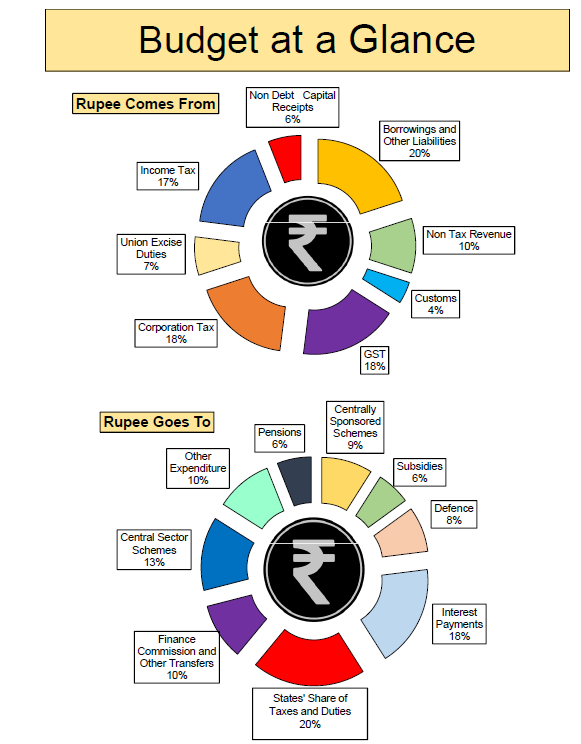 Budget at a Glance
Rupee Comes From
Non Debt Capital
Receipts
6%
Borrowings and
Other Liabilities
20%
Income Tax
17%
Non Tax Revenue
10%
Union Excise
Duties
7%
Customs
4%
Corporation Tax
18%
GST
18%
Rupee Goes To
Centrally
Sponsored
Schemes
9%
Pensions
6%
Other
Expenditure
10%
Subsidies
6%
Defence
8%
Central Sector
Schemes
13%
Interest
Payments
18%
Finance
Commission and
Other Transfers
10%
States' Share of
Taxes and Duties
20%